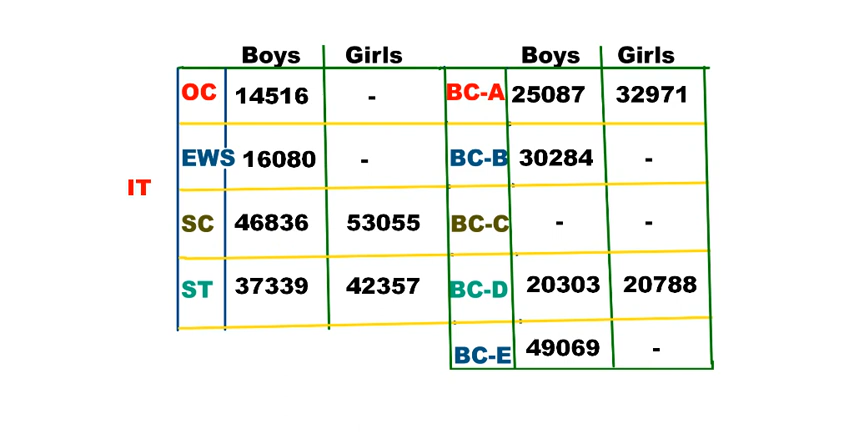 Boys Girls Boys Girls
OC 14516 - BC-A 25087 32971
EWS 16080 - BC-B 30284 -
IT
SC 46836 53055 BC-C - -
ST 37339 42357 BC-D 20303 20788
BC-E 49069 -